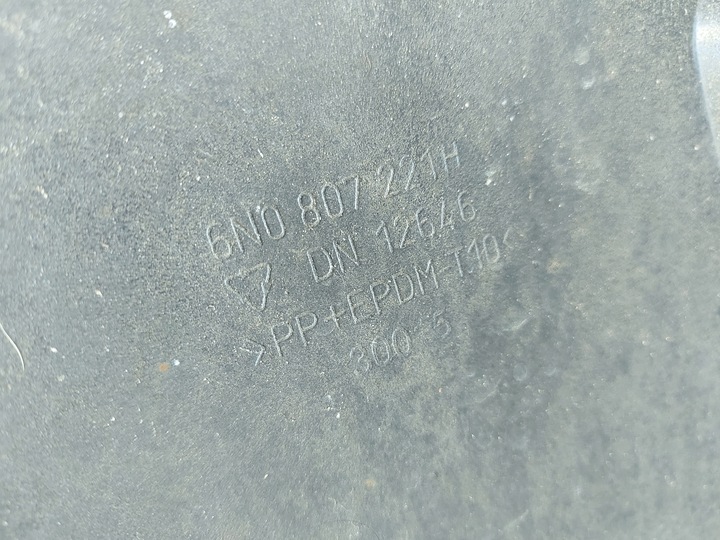 6N0 807 221H
DN 12646
>PP+EPDM-T10<
300 5